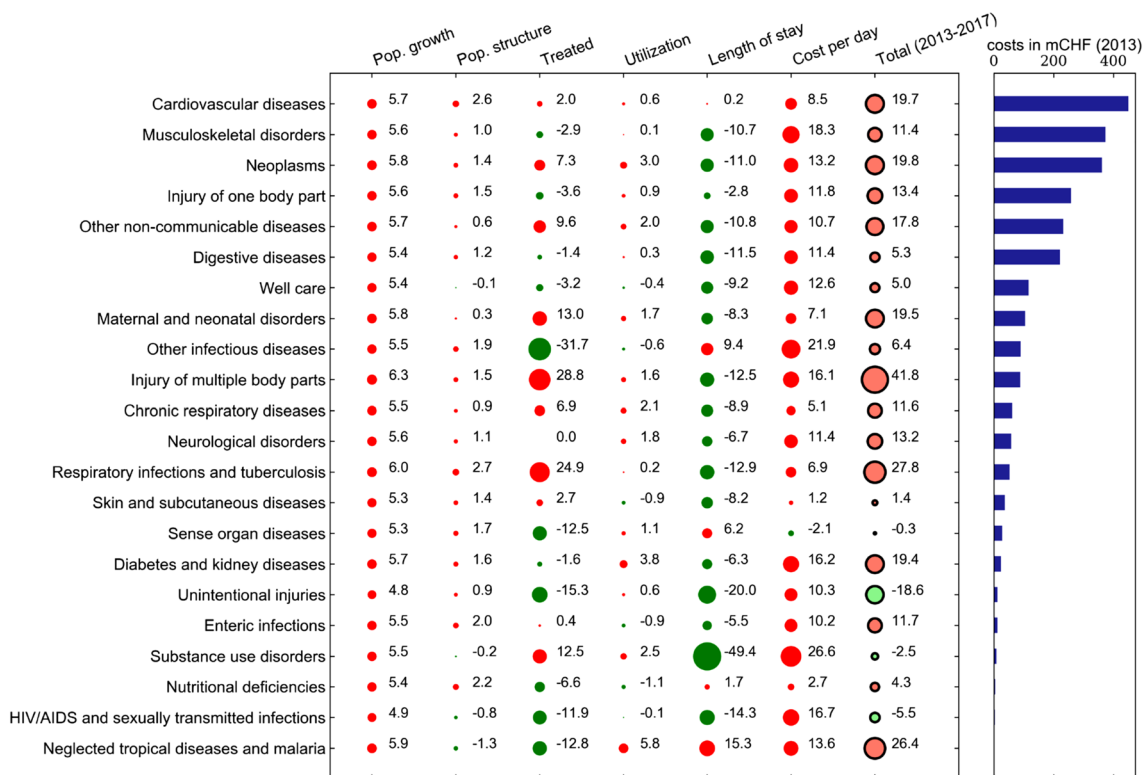 Pop. growth Pop. structure Treated Utilization Length of stay Cost per day Total (2013-2017) costs in mCHF (2013)
0 200 400
Cardiovascular diseases 5.7 2.6 2.0 0.6 0.2 8.5 19.7
Musculoskeletal disorders 5.6 1.0 -2.9 0.1 -10.7 18.3 11.4
Neoplasms 5.8 1.4 7.3 3.0 -11.0 13.2 19.8
Injury of one body part 5.6 1.5 -3.6 0.9 -2.8 11.8 13.4
Other non-communicable diseases 5.7 0.6 9.6 2.0 -10.8 10.7 17.8
Digestive diseases 5.4 1.2 -1.4 0.3 -11.5 11.4 5.3
Well care 5.4 -0.1 -3.2 -0.4 -9.2 12.6 5.0
Maternal and neonatal disorders 5.8 0.3 13.0 1.7 -8.3 7.1 19.5
Other infectious diseases 5.5 1.9 -31.7 -0.6 9.4 21.9 6.4
Injury of multiple body parts 6.3 1.5 28.8 1.6 -12.5 16.1 41.8
Chronic respiratory diseases 5.5 0.9 6.9 2.1 -8.9 5.1 11.6
Neurological disorders 5.6 1.1 0.0 1.8 -6.7 11.4 13.2
Respiratory infections and tuberculosis 6.0 2.7 24.9 0.2 -12.9 6.9 27.8
Skin and subcutaneous diseases 5.3 1.4 2.7 -0.9 -8.2 1.2 1.4
Sense organ diseases 5.3 1.7 -12.5 1.1 6.2 -2.1 -0.3
Diabetes and kidney diseases 5.7 1.6 -1.6 3.8 -6.3 16.2 19.4
Unintentional injuries 4.8 0.9 -15.3 0.6 -20.0 10.3 -18.6
Enteric infections 5.5 2.0 0.4 -0.9 -5.5 10.2 11.7
Substance use disorders 5.5 -0.2 12.5 2.5 -49.4 26.6 -2.5
Nutritional deficiencies 5.4 2.2 -6.6 -1.1 1.7 2.7 4.3
HIV/AIDS and sexually transmitted infections 4.9 -0.8 -11.9 -0.1 -14.3 16.7 -5.5
Neglected tropical diseases and malaria 5.9 -1.3 -12.8 5.8 15.3 13.6 26.4